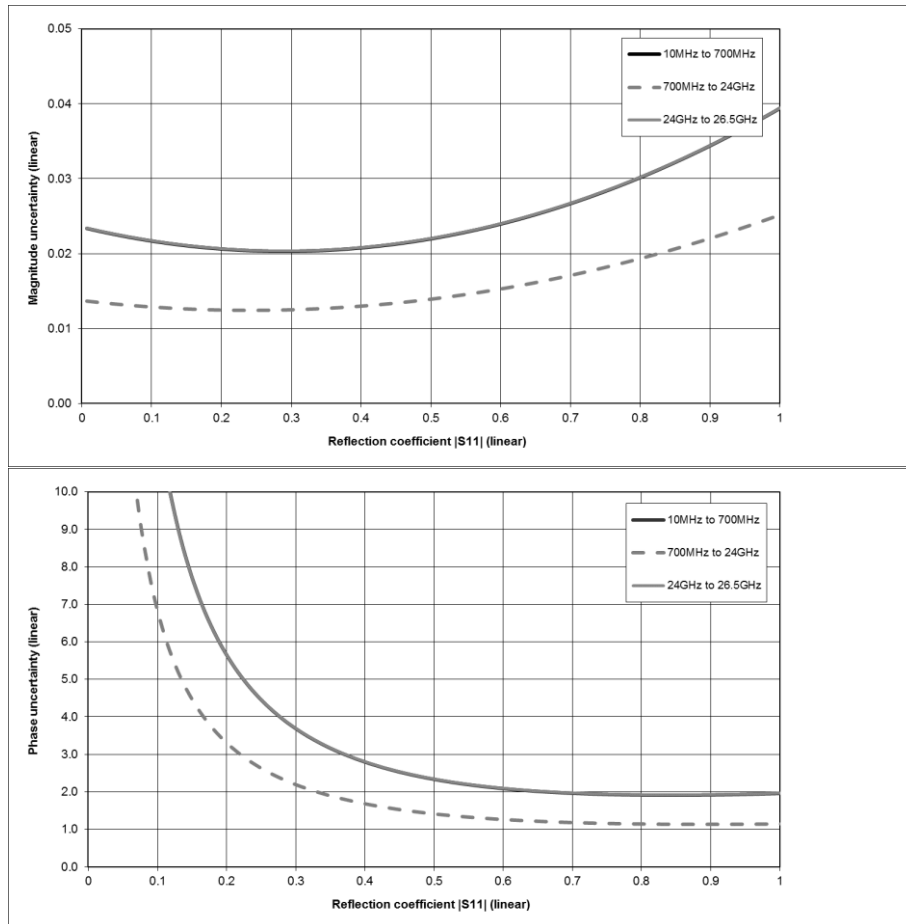 0.05
0.04
0.03
0.02
0.01
0.00
Magnitude uncertainty (linear)
10MHz to 700MHz
700MHz to 24GHz
24GHz to 26.5GHz
0 0.1 0.2 0.3 0.4 0.5 0.6 0.7 0.8 0.9 1
Reflection coefficient |S11| (linear)
10.0
9.0
8.0
7.0
6.0
5.0
4.0
3.0
2.0
1.0
0.0
Phase uncertainty (linear)
10MHz to 700MHz
700MHz to 24GHz
24GHz to 26.5GHz
0 0.1 0.2 0.3 0.4 0.5 0.6 0.7 0.8 0.9 1
Reflection coefficient |S11| (linear)